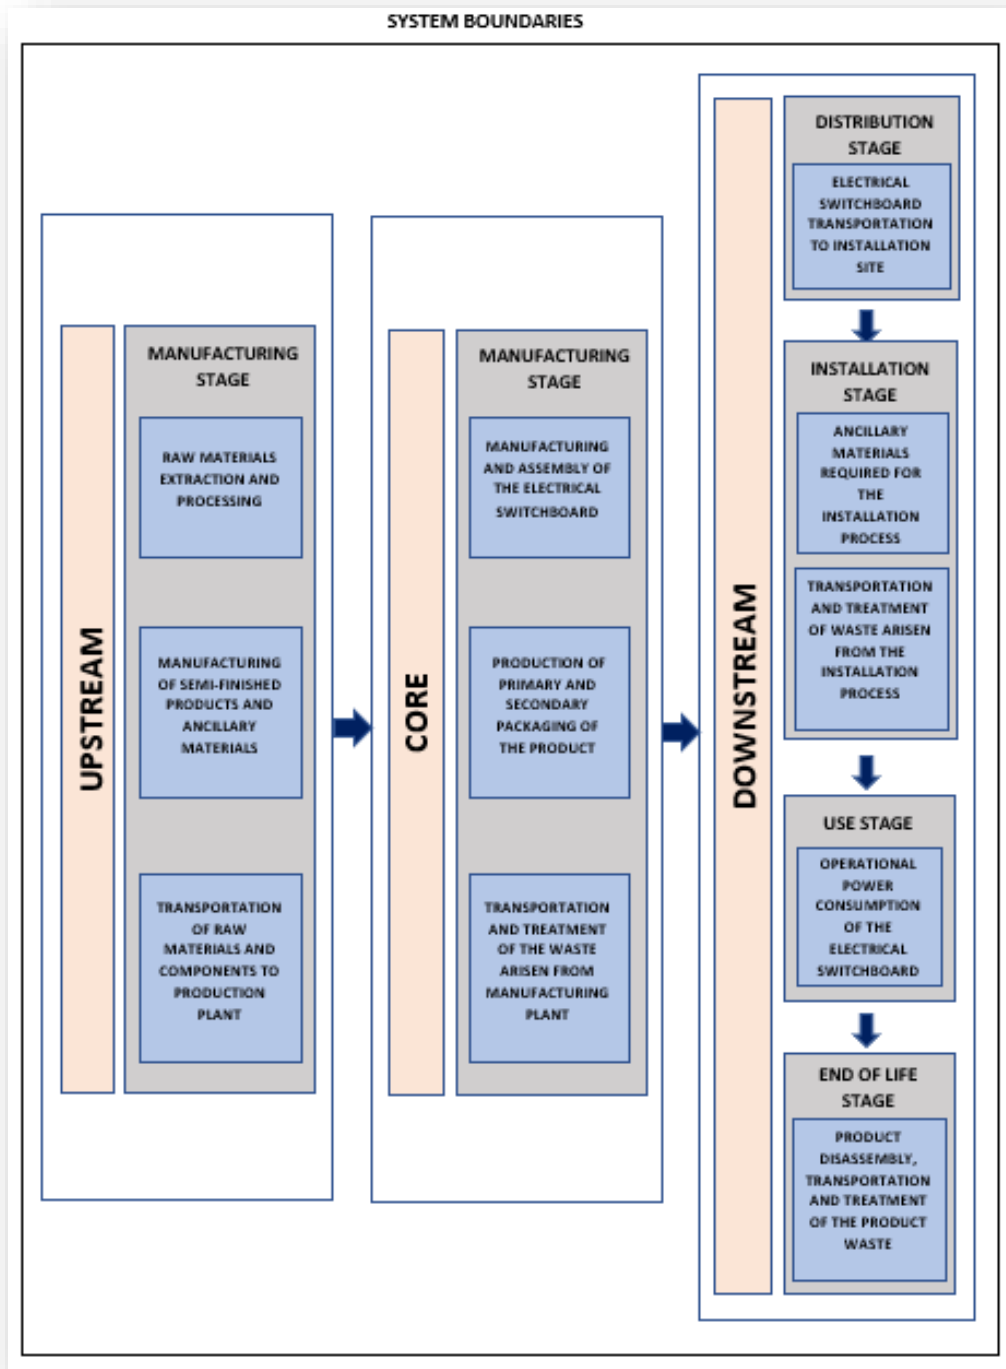 SYSTEM BOUNDARIES
UPSTREAM
MANUFACTURING
STAGE
RAW MATERIALS
EXTRACTION AND
PROCESSING
MANUFACTURING
OF SEMI-FINISHED
PRODUCTS AND
ANCILLARY
MATERIALS
TRANSPORTATION
OF RAW
MATERIALS AND
COMPONENTS TO
PRODUCTION
PLANT
CORE
MANUFACTURING
STAGE
MANUFACTURING
AND ASSEMBLY OF
THE ELECTRICAL
SWITCHBOARD
PRODUCTION OF
PRIMARY AND
SECONDARY
PACKAGING OF
THE PRODUCT
TRANSPORTATION
AND TREATMENT
OF THE WASTE
ARISEN FROM
MANUFACTURING
PLANT
DOWNSTREAM
DISTRIBUTION
STAGE
ELECTRICAL
SWITCHBOARD
TRANSPORTATION
TO INSTALLATION
SITE
INSTALLATION
STAGE
ANCILLARY
MATERIALS
REQUIRED FOR
THE
INSTALLATION
PROCESS
TRANSPORTATION
AND TREATMENT
OF WASTE ARISEN
FROM THE
INSTALLATION
PROCESS
USE STAGE
OPERATIONAL
POWER
CONSUMPTION
OF THE
ELECTRICAL
SWITCHBOARD
END OF LIFE
STAGE
PRODUCT
DISASSEMBLY,
TRANSPORTATION
AND TREATMENT
OF THE PRODUCT
WASTE